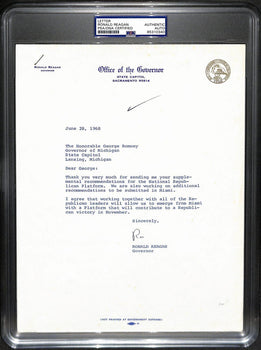 LETTER
RONALD REAGAN
PSA/DNA CERTIFIED
AUTHENTIC
AUTO
RONALD REAGAN
GOVERNOR
Office of the Governor
STATE CAPITOL
SACRAMENTO 95814
June 28, 1968
The Honorable George Romney
Governor of Michigan
State Capitol
Lansing, Michigan
Dear George:
Thank you very much for sending me your supple-
mental recommendations for the National Repub-
lican Platform. We are also working on additional
recommendations to be submitted in Miami.
I agree that working together with all of the Re-
publican leaders will allow us to emerge from Miami
with a Platform that will contribute to a Republi-
can victory in November.
Sincerely,
RONALD REAGAN
Governor